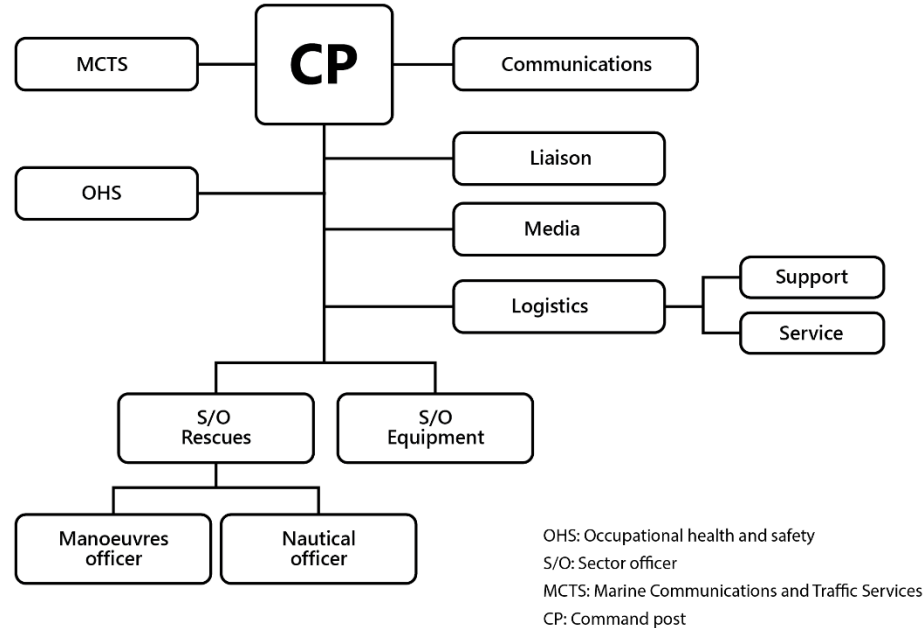 MCTS
CP
Communications
Liaison
OHS
Media
Logistics
Support
Service
S/O
Rescues
S/O
Equipment
Manoeuvres
officer
Nautical
officer
OHS: Occupational health and safety
S/O: Sector officer
MCTS: Marine Communications and Traffic Services
CP: Command post